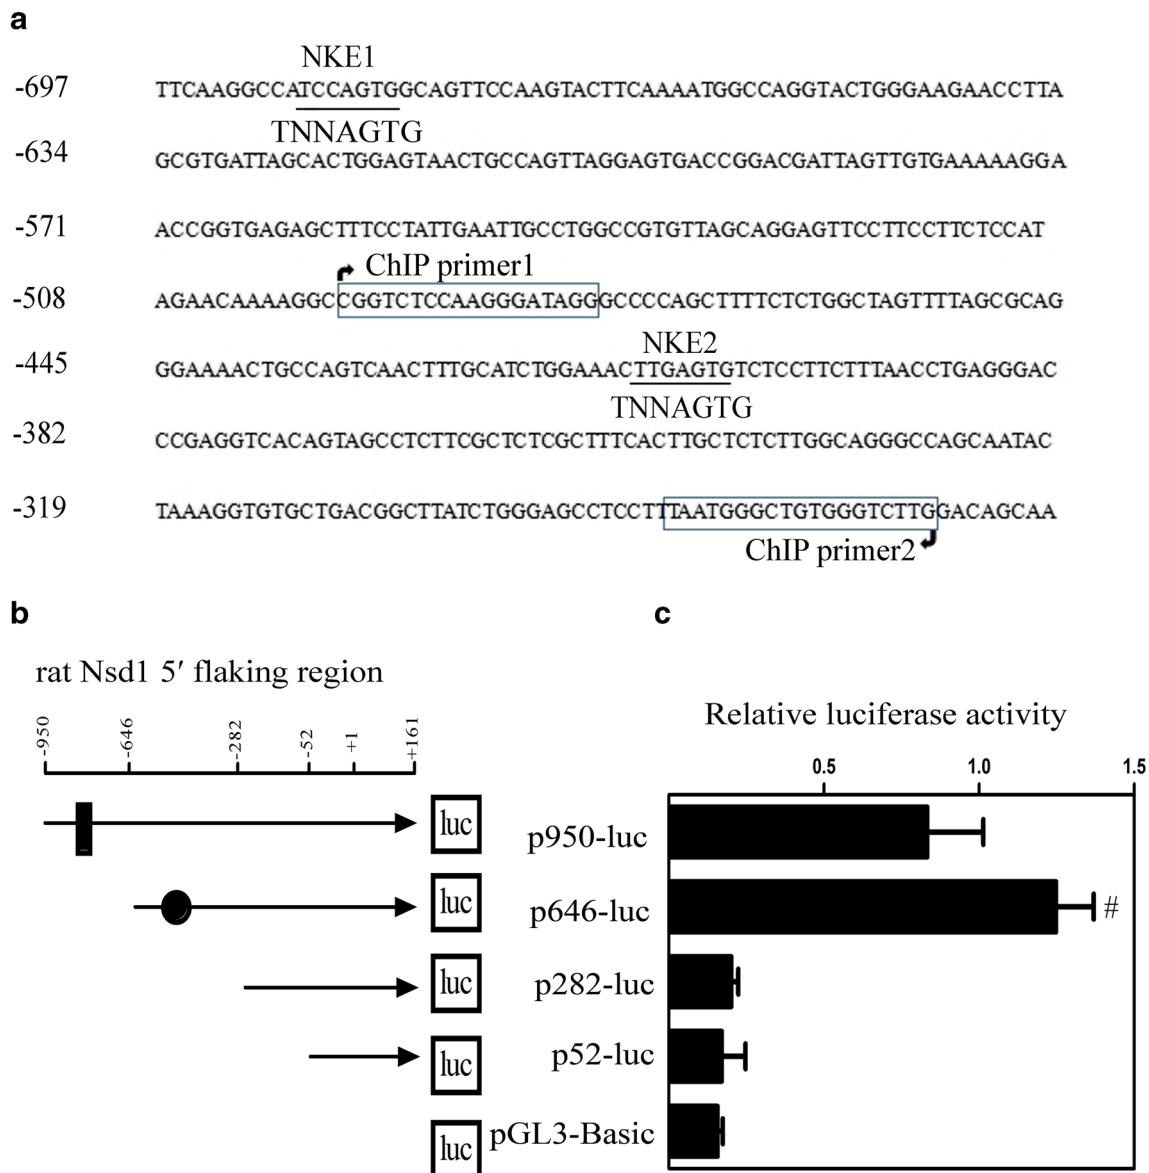 a
NKE1
-697 TTCAAGGCCATCCAGTGGCAGTTCCAAGTACTTCAAAATGGCCAGGTACTGGGAAGAACCTTA
TNNAGTG
-634 GCGTGATTAGCACTGGAGTAACTGCCAGTTAGGAGTGACCGGACGATTAGTTGTGAAAAAGGA
-571 ACCGGTGAGAGCTTTCCTATTGAATTGCCTGGCCGTGTTAGCAGGAGTTCCTTCCTTCTCCAT
ChIP primer1
-508 AGAACAAAAGGCCGGTCTCCAAGGGATAGGGCCCCAGCTTTTCTCTGGCTAGTTTTAGCGCAG
NKE2
-445 GGAAAACTGCCAGTCAACTTTGCATCTGGAAACTTGAGTGTCTCCTTCTTTAACCTGAGGGAC
TNNAGTG
-382 CCGAGGTCACAGTAGCCTCTTCGCTCTCGCTTTCACTTGCTCTCTTGGCAGGGCCAGCAATAC
-319 TAAAGGTGTGCTGACGGCTTATCTGGGAGCCTCCTTTAATGGGCTGTGGGTCTTGGACAGCAA
ChIP primer2
b
rat Nsd1 5′ flaking region
-950 -646 -282 -52 +1 +161
luc
luc
luc
luc
luc
c
Relative luciferase activity
0.5 1.0 1.5
p950-luc
p646-luc #
p282-luc
p52-luc
pGL3-Basic